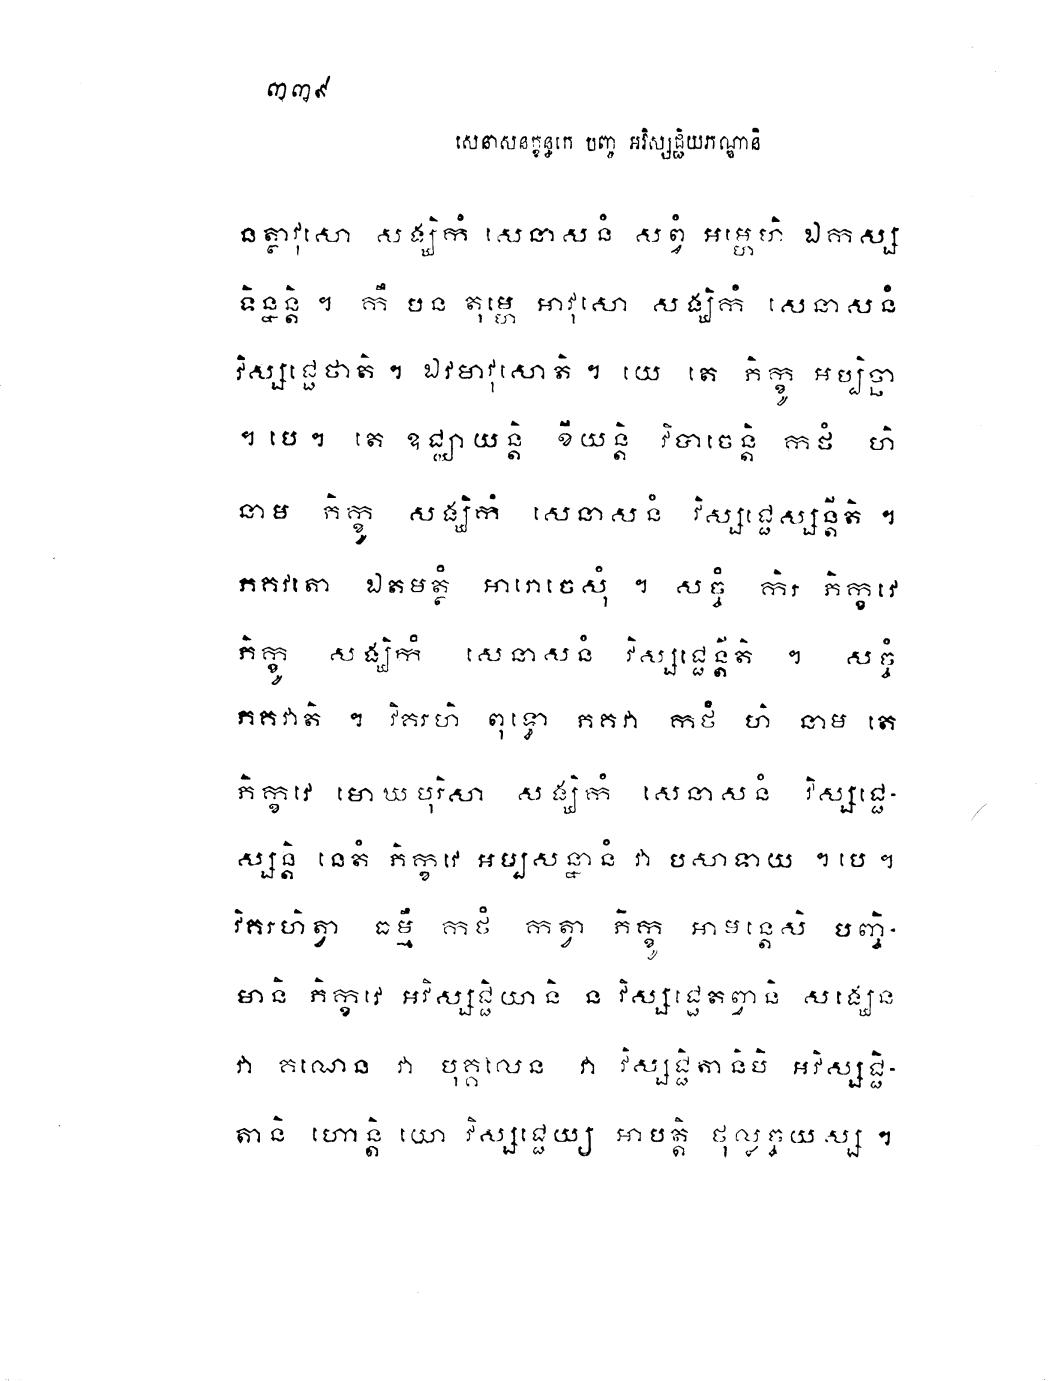 ៣៣៩
សេនាសនក្ខន្ធកេ បញ្ច អវិស្សជ្ជិយភណ្ឌានិ
នត្ថាវុសោ សង្ឃិកំ សេនាសនំ សព្វំ អម្ហេហិ ឯកស្ស
ទិន្នន្តិ ។ កឹ បន តុម្ហេ អាវុសោ សង្ឃិកំ សេនាសនំ
វិស្សជ្ជេថាតិ ។ ឯវមាវុសោតិ ។ យេ តេ ភិក្ខូ អប្បិច្ឆា
។ បេ ។ តេ ឧជ្ឈាយន្តិ ខីយន្តិ វិបាចេន្តិ កថំ ហិ
នាម ភិក្ខូ សង្ឃិកំ សេនាសនំ វិស្សជ្ជេស្សន្តីតិ ។
ភគវតោ ឯតមត្ថំ អារោចេសុំ ។ សច្ចំ កិរ ភិក្ខវេ
ភិក្ខូ សង្ឃិកំ សេនាសនំ វិស្សជ្ជេន្តីតិ ។ សច្ចំ
ភគវាតិ ។ វិគរហិ ពុទ្ធោ ភគវា កថំ ហិ នាម តេ
ភិក្ខវេ មោឃបុរិសា សង្ឃិកំ សេនាសនំ វិស្សជ្ជេ-
ស្សន្តិ នេតំ ភិក្ខវេ អប្បសន្នានំ វា បសាទាយ ។ បេ ។
វិគរហិត្វា ធម្មឹ កថំ កត្វា ភិក្ខូ អាមន្តេសិ បញ្ចិ-
មានិ ភិក្ខវេ អវិស្សជ្ជិយានិ ន វិស្សជ្ជេតព្វានិ សង្ឃេន
វា គណេន វា បុគ្គលេន វា វិស្សជ្ជិតានិបិ អវិស្សជ្ជិ-
តានិ ហោន្តិ យោ វិស្សជ្ជេយ្យ អាបត្តិ ថុល្លច្ចយស្ស ។